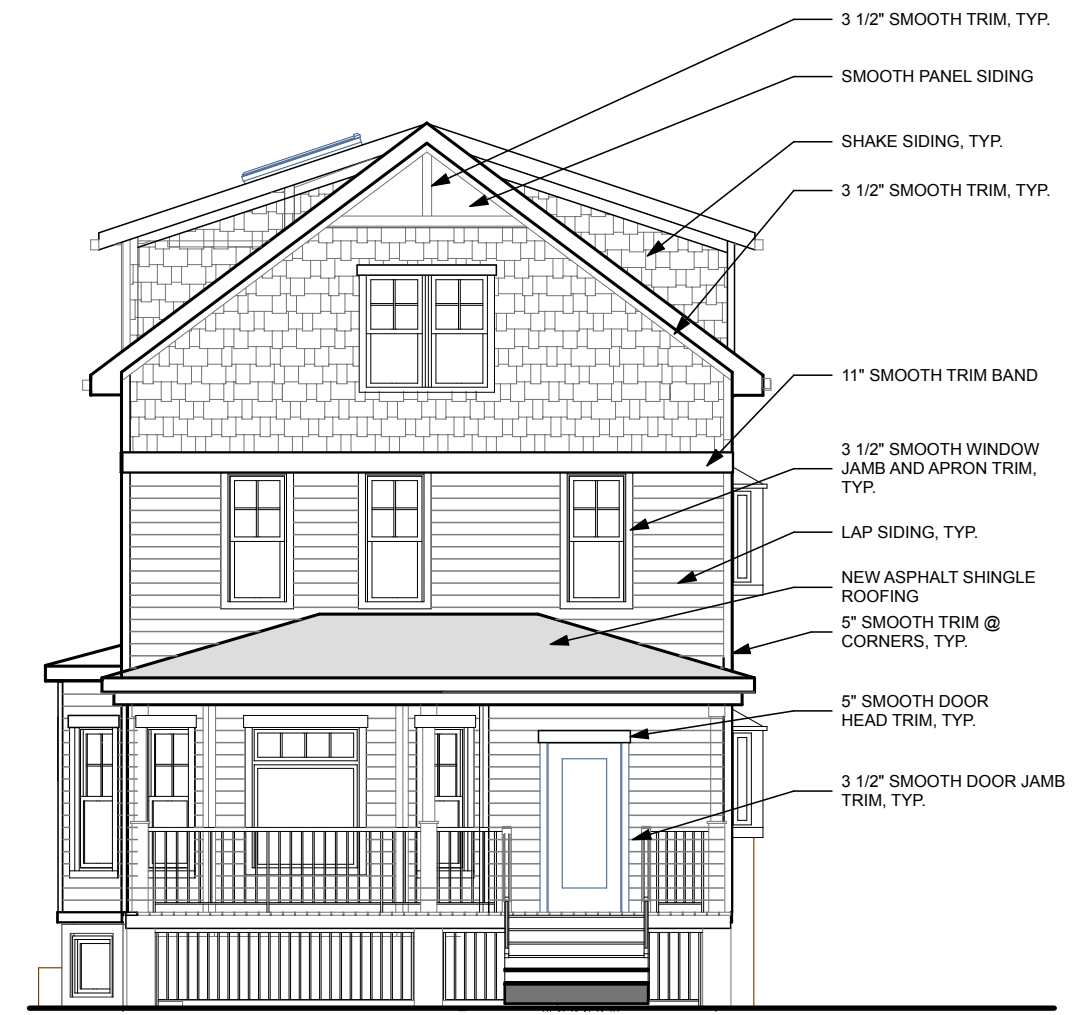 3 1/2" SMOOTH TRIM, TYP.
SMOOTH PANEL SIDING
SHAKE SIDING, TYP.
3 1/2" SMOOTH TRIM, TYP.
11" SMOOTH TRIM BAND
3 1/2" SMOOTH WINDOW
JAMB AND APRON TRIM,
TYP.
LAP SIDING, TYP.
NEW ASPHALT SHINGLE
ROOFING
5" SMOOTH TRIM @
CORNERS, TYP.
5" SMOOTH DOOR
HEAD TRIM, TYP.
3 1/2" SMOOTH DOOR JAMB
TRIM, TYP.